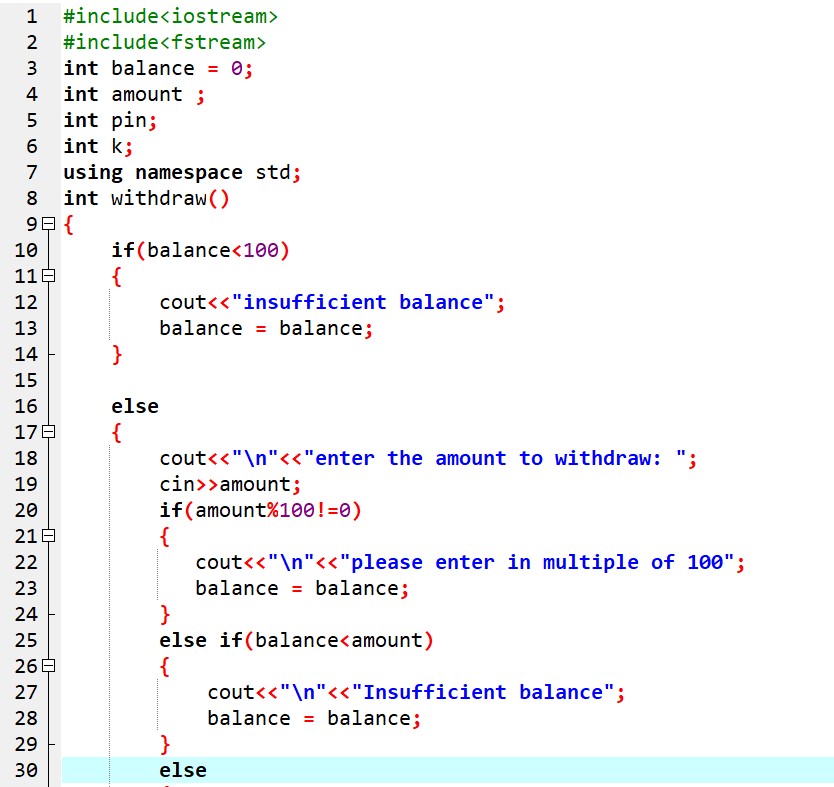 1 #include<iostream>
2 #include<fstream>
3 int balance = 0;
4 int amount ;
5 int pin;
6 int k;
7 using namespace std;
8 int withdraw()
9 {
10     if(balance<100)
11     {
12         cout<<"insufficient balance";
13         balance = balance;
14     }
15
16     else
17     {
18         cout<<"\n"<<"enter the amount to withdraw: ";
19         cin>>amount;
20         if(amount%100!=0)
21         {
22            cout<<"\n"<<"please enter in multiple of 100";
23            balance = balance;
24         }
25         else if(balance<amount)
26         {
27             cout<<"\n"<<"Insufficient balance";
28             balance = balance;
29         }
30         else